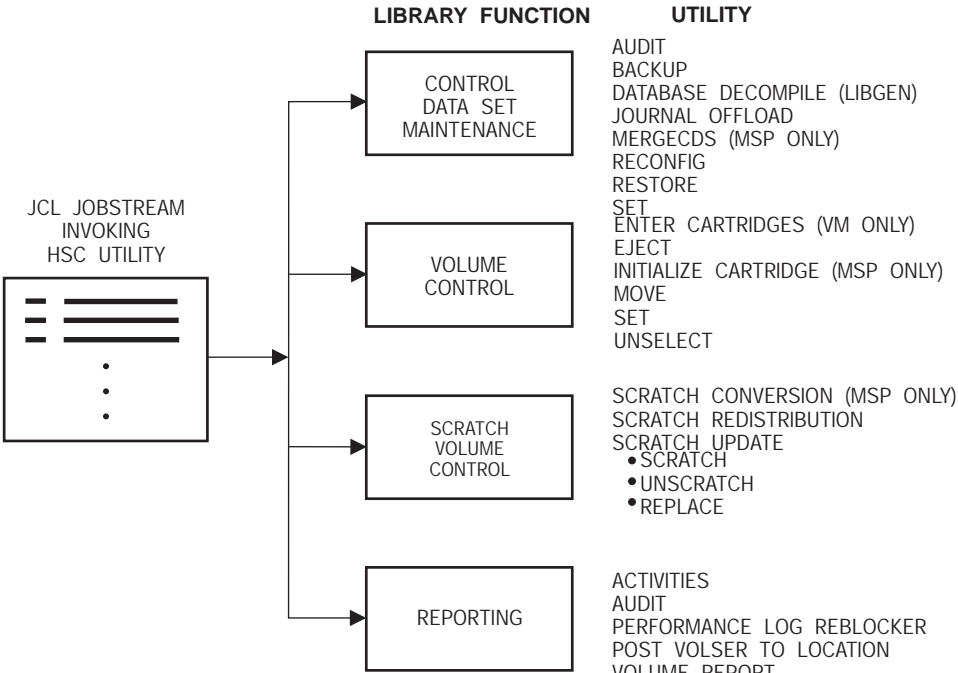 LIBRARY FUNCTION
UTILITY
JCL JOBSTREAM
INVOKING
HSC UTILITY
CONTROL
DATA SET
MAINTENANCE
AUDIT
BACKUP
DATABASE DECOMPILE (LIBGEN)
JOURNAL OFFLOAD
MERGECDS (MSP ONLY)
RECONFIG
RESTORE
SET
VOLUME
CONTROL
ENTER CARTRIDGES (VM ONLY)
EJECT
INITIALIZE CARTRIDGE (MSP ONLY)
MOVE
SET
UNSELECT
SCRATCH
VOLUME
CONTROL
SCRATCH CONVERSION (MSP ONLY)
SCRATCH REDISTRIBUTION
SCRATCH UPDATE
• SCRATCH
• UNSCRATCH
• REPLACE
REPORTING
ACTIVITIES
AUDIT
PERFORMANCE LOG REBLOCKER
POST VOLSER TO LOCATION
VOLUME REPORT